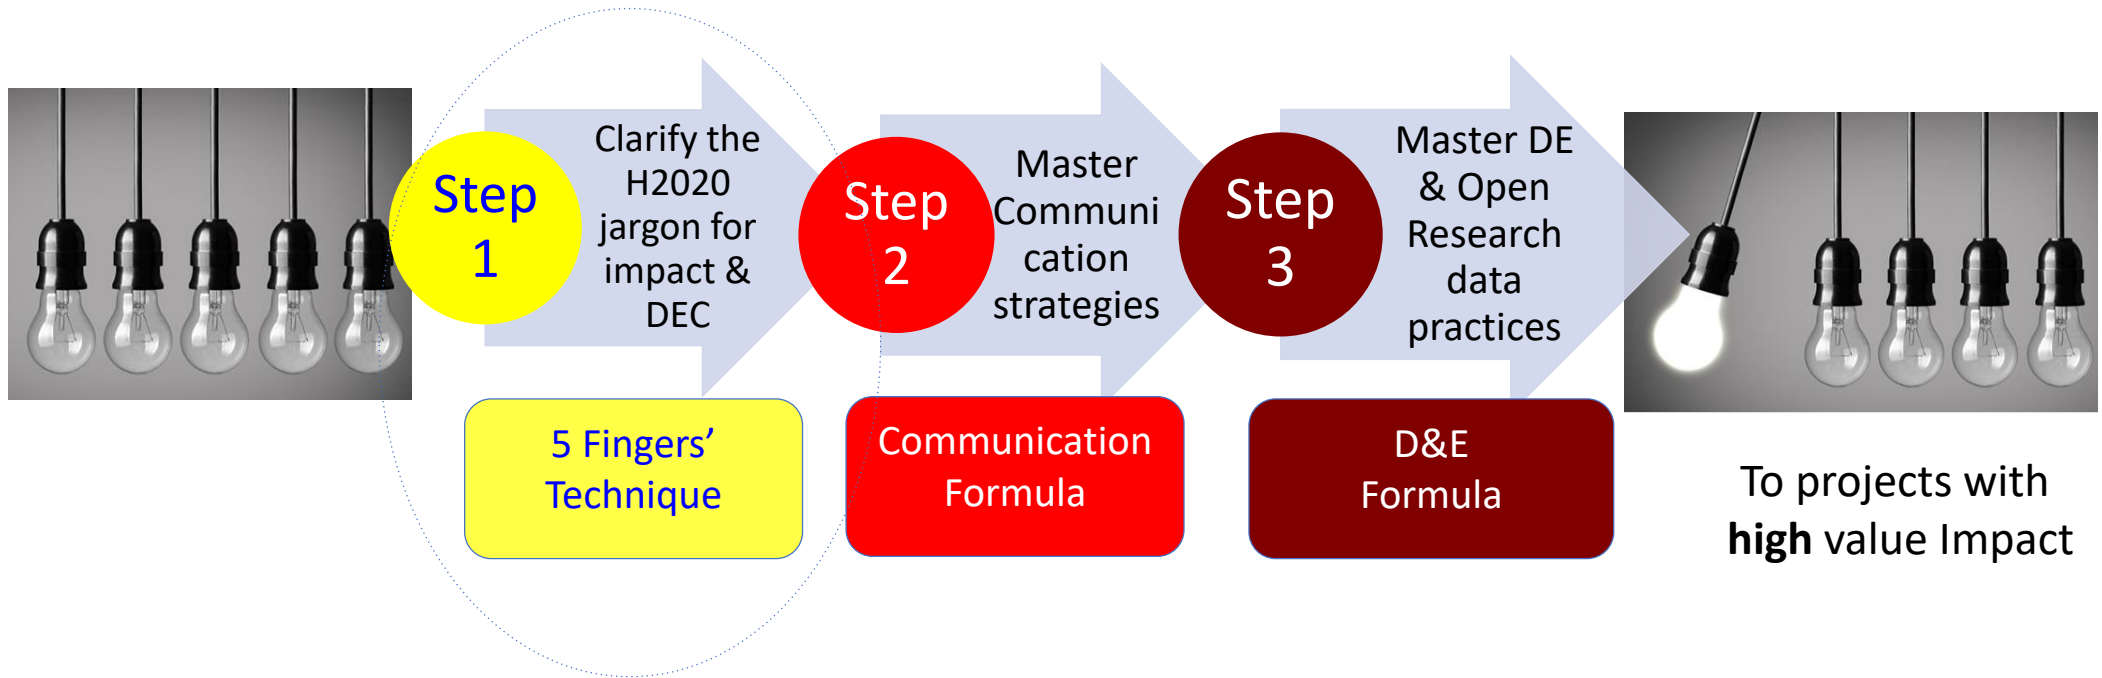 Step
1
Clarify the
H2020
jargon for
impact &
DEC
5 Fingers’
Technique
Step
2
Master
Communi
cation
strategies
Communication
Formula
Step
3
Master DE
& Open
Research
data
practices
D&E
Formula
To projects with
high value Impact